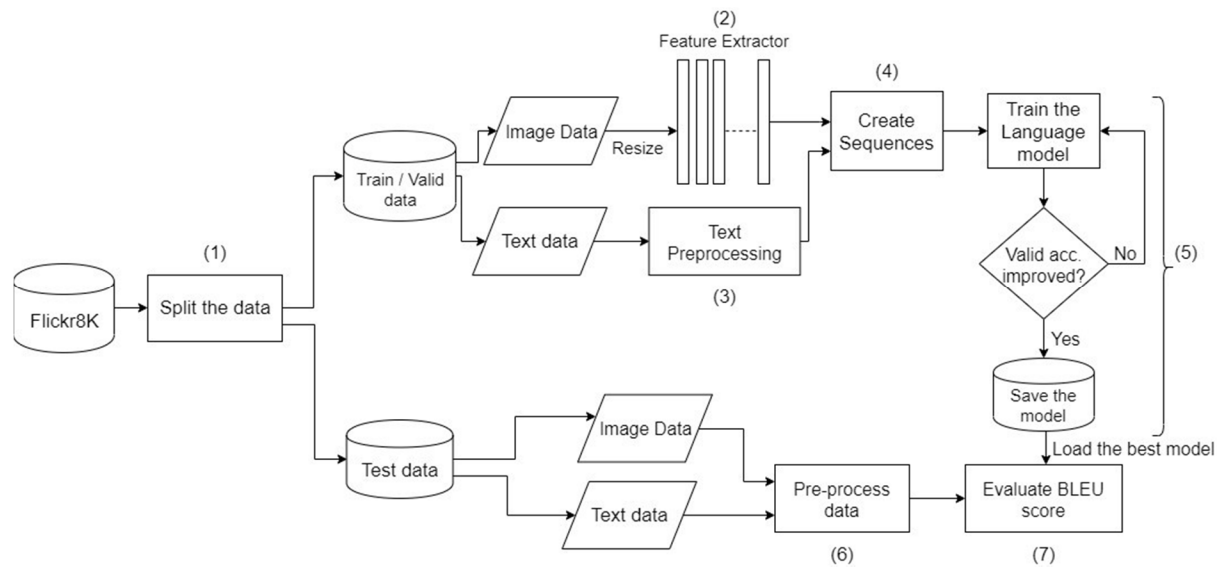 (2)
Feature Extractor
(4)
Image Data
Resize
Create
Sequences
Train the
Language
model
Train / Valid
data
Text data
Text
Preprocessing
(3)
Valid acc.
improved?
No
(5)
(1)
Flickr8K
Split the data
Yes
Save the
model
Load the best model
Test data
Image Data
Text data
Pre-process
data
(6)
Evaluate BLEU
score
(7)